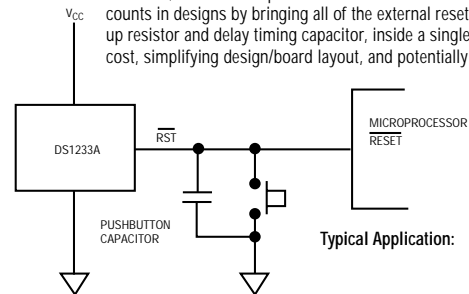 counts in designs by bringing all of the external reset
up resistor and delay timing capacitor, inside a single
cost, simplifying design/board layout, and potentially
VCC
DS1233A
RST
MICROPROCESSOR
RESET
PUSHBUTTON
CAPACITOR
Typical Application: